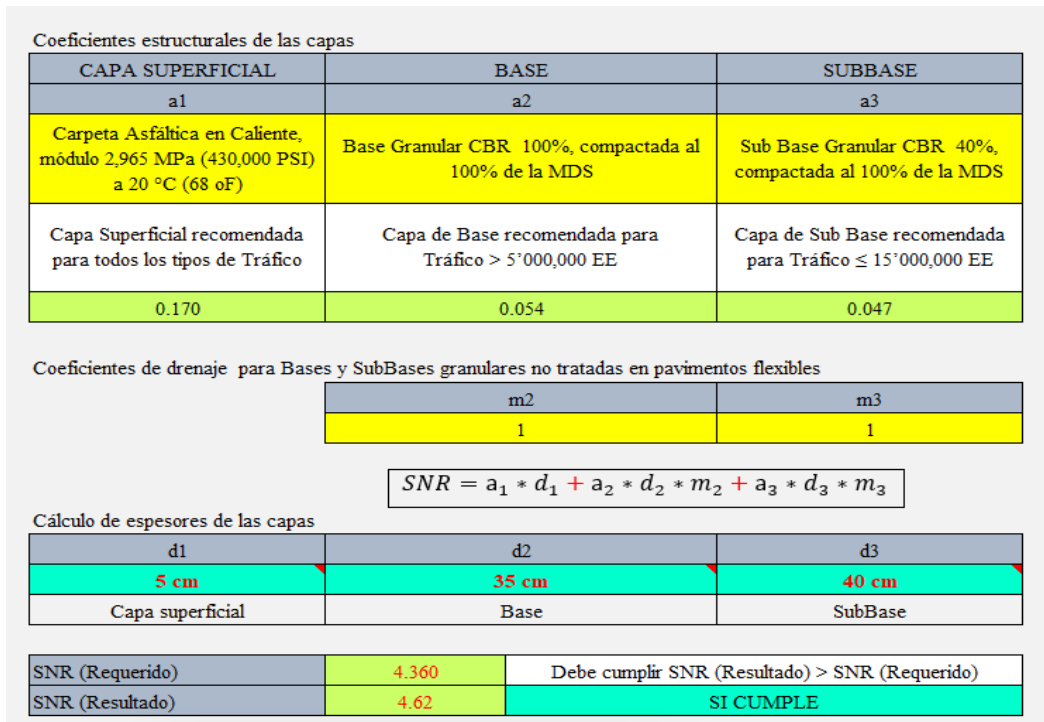 Coeficientes estructurales de las capas
CAPA SUPERFICIAL BASE SUBBASE
a1 a2 a3
Carpeta Asfáltica en Caliente,
módulo 2,965 MPa (430,000 PSI)
a 20 °C (68 oF)
Base Granular CBR 100%, compactada al
100% de la MDS
Sub Base Granular CBR 40%,
compactada al 100% de la MDS
Capa Superficial recomendada
para todos los tipos de Tráfico
Capa de Base recomendada para
Tráfico > 5’000,000 EE
Capa de Sub Base recomendada
para Tráfico ≤ 15’000,000 EE
0.170 0.054 0.047
Coeficientes de drenaje para Bases y SubBases granulares no tratadas en pavimentos flexibles
m2 m3
1 1
SNR = a₁ * d₁ + a₂ * d₂ * m₂ + a₃ * d₃ * m₃
Cálculo de espesores de las capas
d1 d2 d3
5 cm 35 cm 40 cm
Capa superficial Base SubBase
SNR (Requerido) 4.360 Debe cumplir SNR (Resultado) > SNR (Requerido)
SNR (Resultado) 4.62 SI CUMPLE